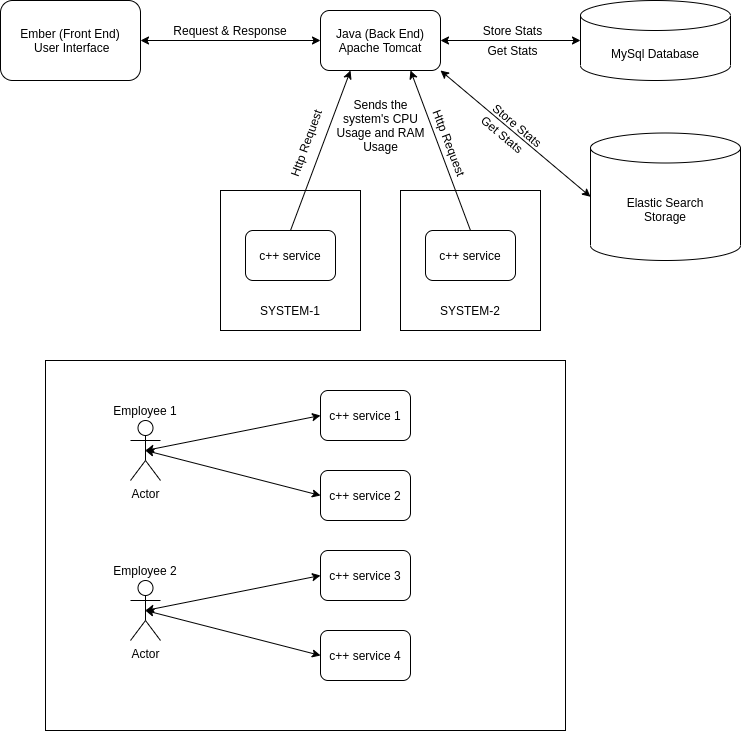 Ember (Front End)
User Interface
Request & Response
Java (Back End)
Apache Tomcat
Store Stats
Get Stats
MySql Database
Store Stats
Get Stats
Elastic Search
Storage
Http Request
Sends the
system's CPU
Usage and RAM
Usage
Http Request
c++ service
SYSTEM-1
c++ service
SYSTEM-2
Employee 1
Actor
c++ service 1
c++ service 2
Employee 2
Actor
c++ service 3
c++ service 4